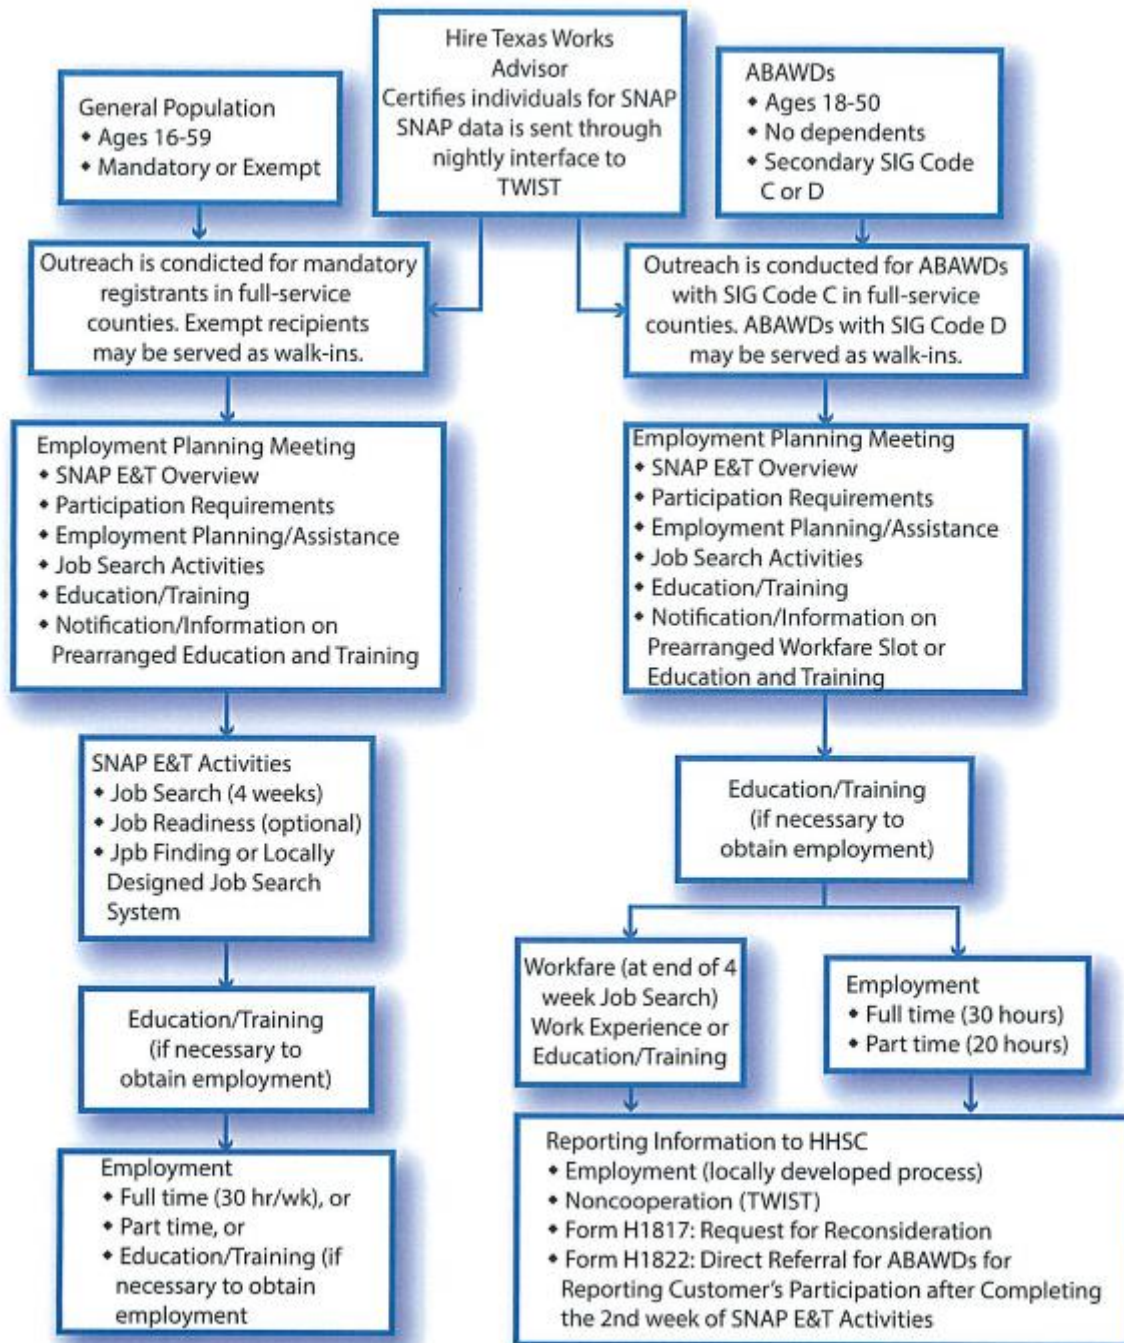 Hire Texas Works
Advisor
Certifies individuals for SNAP
SNAP data is sent through
nightly interface to
TWIST
General Population
◆ Ages 16-59
◆ Mandatory or Exempt
ABAWDs
◆ Ages 18-50
◆ No dependents
◆ Secondary SIG Code
C or D
Outreach is condicted for mandatory
registrants in full-service
counties. Exempt recipients
may be served as walk-ins.
Outreach is conducted for ABAWDs
with SIG Code C in full-service
counties. ABAWDs with SIG Code D
may be served as walk-ins.
Employment Planning Meeting
◆ SNAP E&T Overview
◆ Participation Requirements
◆ Employment Planning/Assistance
◆ Job Search Activities
◆ Education/Training
◆ Notification/Information on
Prearranged Education and Training
Employment Planning Meeting
◆ SNAP E&T Overview
◆ Participation Requirements
◆ Employment Planning/Assistance
◆ Job Search Activities
◆ Education/Training
◆ Notification/Information on
Prearranged Workfare Slot or
Education and Training
SNAP E&T Activities
◆ Job Search (4 weeks)
◆ Job Readiness (optional)
◆ Jpb Finding or Locally
Designed Job Search
System
Education/Training
(if necessary to
obtain employment)
Workfare (at end of 4
week Job Search)
Work Experience or
Education/Training
Employment
◆ Full time (30 hours)
◆ Part time (20 hours)
Education/Training
(if necessary to
obtain employment)
Employment
◆ Full time (30 hr/wk), or
◆ Part time, or
◆ Education/Training (if
necessary to obtain
employment
Reporting Information to HHSC
◆ Employment (locally developed process)
◆ Noncooperation (TWIST)
◆ Form H1817: Request for Reconsideration
◆ Form H1822: Direct Referral for ABAWDs for
Reporting Customer's Participation after Completing
the 2nd week of SNAP E&T Activities